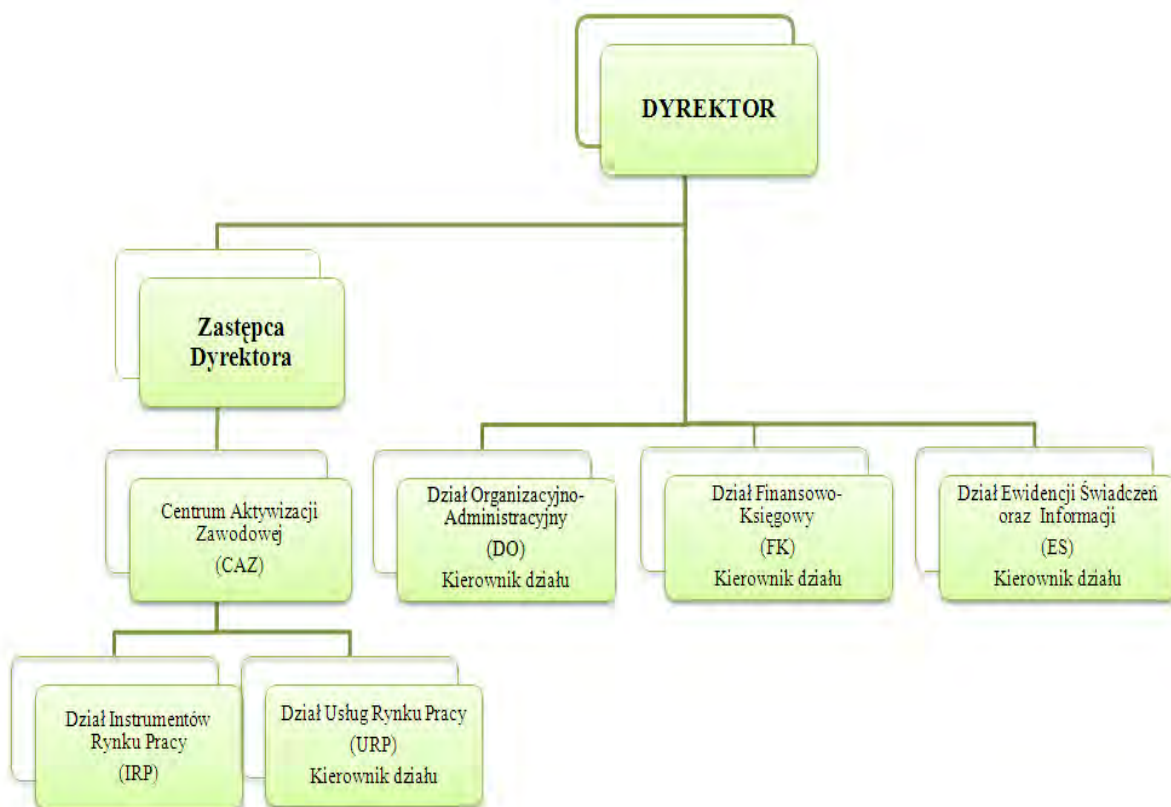 DYREKTOR
Zastępca
Dyrektora
Centrum Aktywizacji
Zawodowej
(CAZ)
Dział Organizacyjno-
Administracyjny
(DO)
Kierownik działu
Dział Finansowo-
Księgowy
(FK)
Kierownik działu
Dział Ewidencji Świadczeń
oraz Informacji
(ES)
Kierownik działu
Dział Instrumentów
Rynku Pracy
(IRP)
Dział Usług Rynku Pracy
(URP)
Kierownik działu